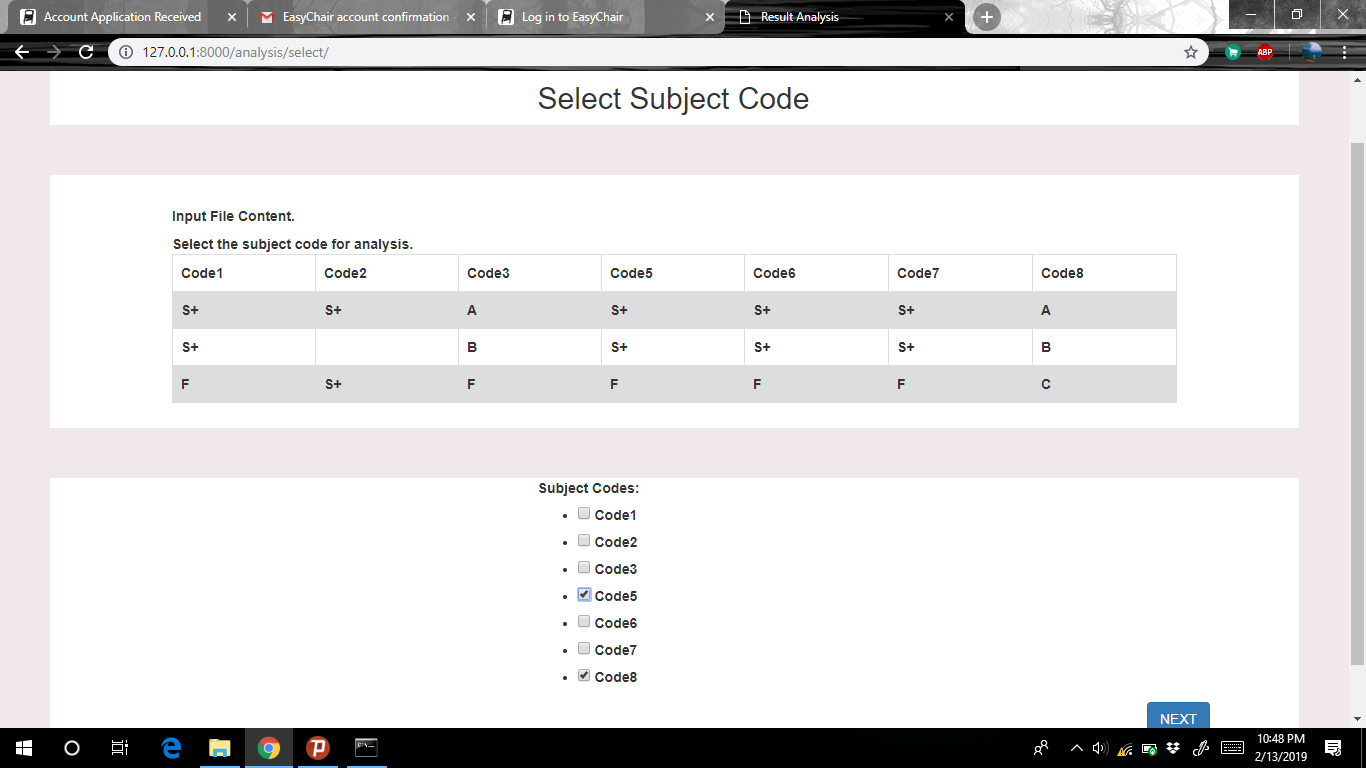 Account Application Received EasyChair account confirmation Log in to EasyChair Result Analysis
127.0.0.1:8000/analysis/select/ ABP
Select Subject Code
Input File Content.
Select the subject code for analysis.
Code1 Code2 Code3 Code5 Code6 Code7 Code8
S+ S+ A S+ S+ S+ A
S+ B S+ S+ S+ B
F S+ F F F F C
Subject Codes:
Code1
Code2
Code3
Code5
Code6
Code7
Code8
NEXT
10:48 PM
2/13/2019